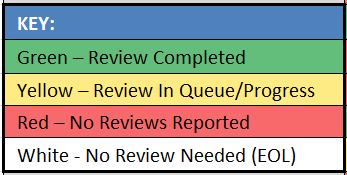 KEY:
Green – Review Completed
Yellow – Review In Queue/Progress
Red – No Reviews Reported
White - No Review Needed (EOL)